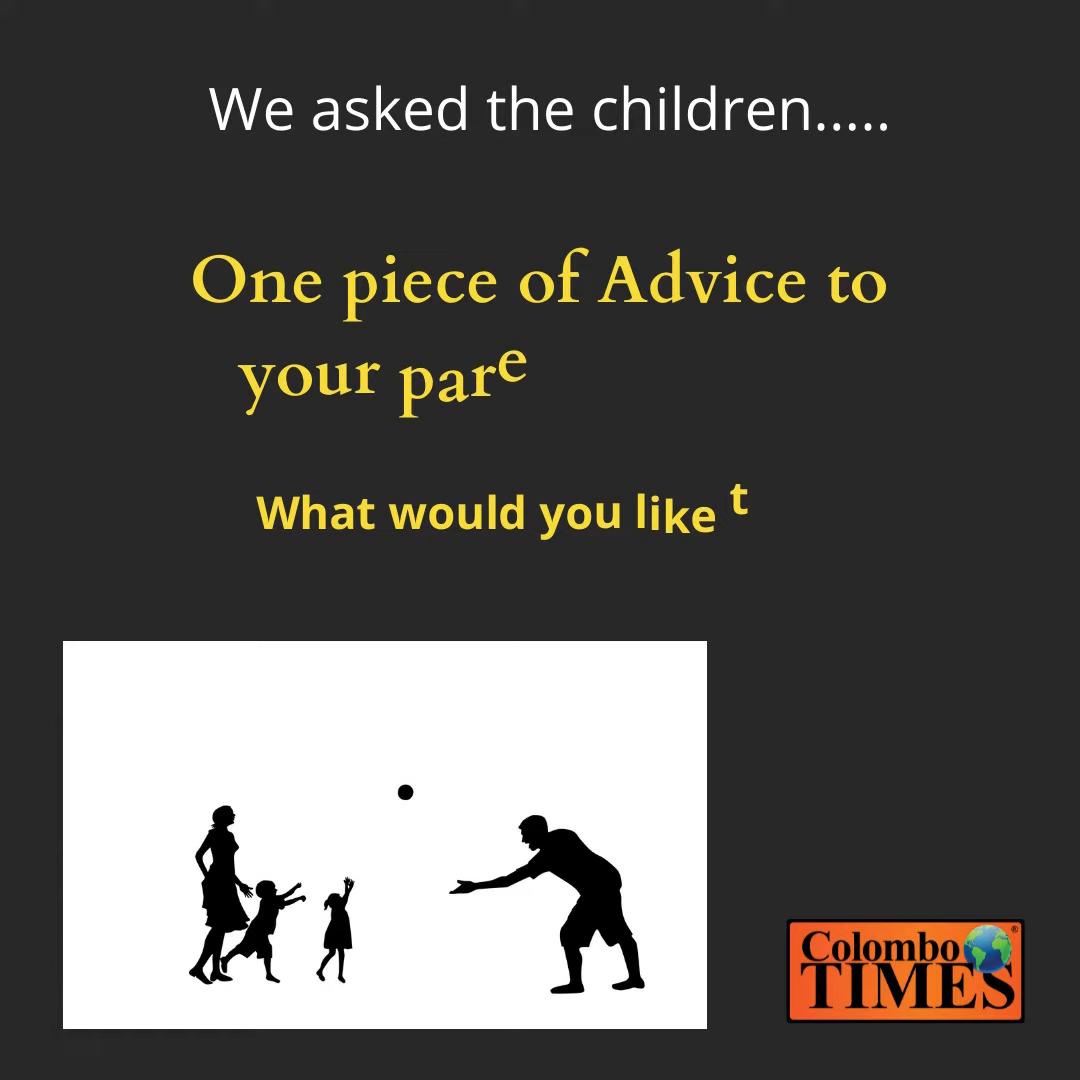 We asked the children.....
One piece of Advice to
your pare
What would you like t
Colombo
TIMES
®